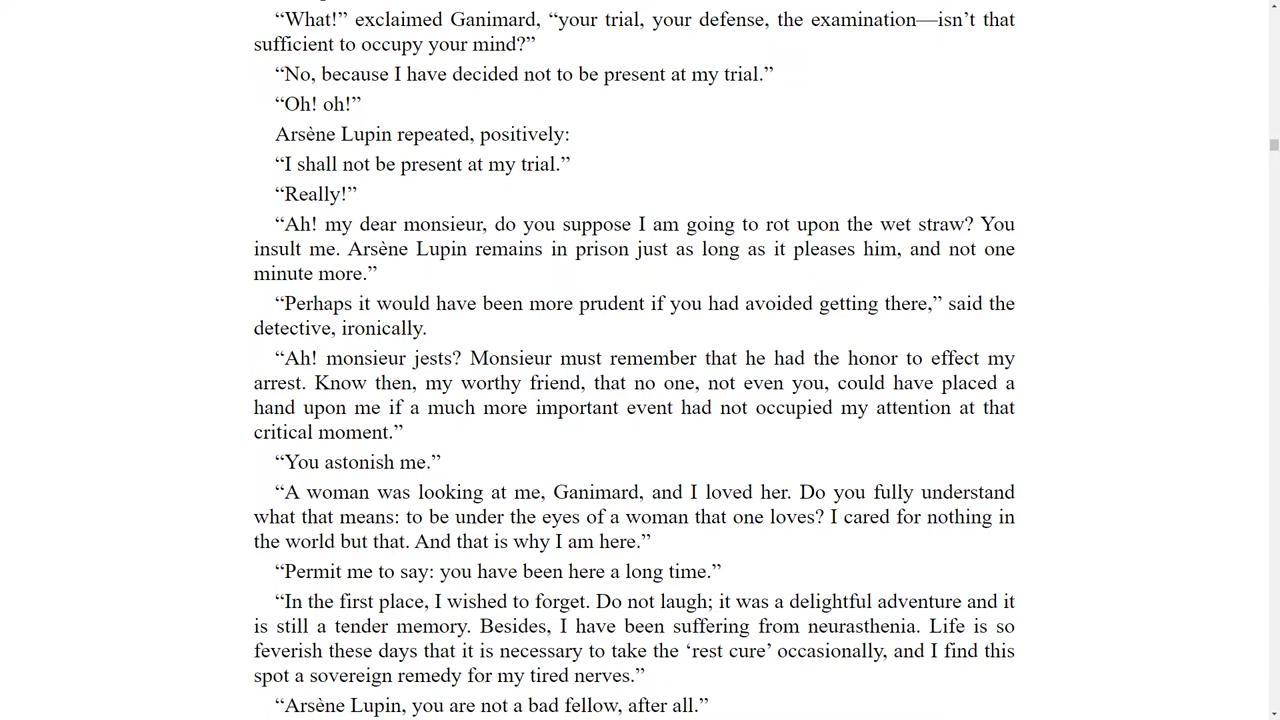 “What!” exclaimed Ganimard, “your trial, your defense, the examination—isn’t that
sufficient to occupy your mind?”
“No, because I have decided not to be present at my trial.”
“Oh! oh!”
Arsène Lupin repeated, positively:
“I shall not be present at my trial.”
“Really!”
“Ah! my dear monsieur, do you suppose I am going to rot upon the wet straw? You
insult me. Arsène Lupin remains in prison just as long as it pleases him, and not one
minute more.”
“Perhaps it would have been more prudent if you had avoided getting there,” said the
detective, ironically.
“Ah! monsieur jests? Monsieur must remember that he had the honor to effect my
arrest. Know then, my worthy friend, that no one, not even you, could have placed a
hand upon me if a much more important event had not occupied my attention at that
critical moment.”
“You astonish me.”
“A woman was looking at me, Ganimard, and I loved her. Do you fully understand
what that means: to be under the eyes of a woman that one loves? I cared for nothing in
the world but that. And that is why I am here.”
“Permit me to say: you have been here a long time.”
“In the first place, I wished to forget. Do not laugh; it was a delightful adventure and it
is still a tender memory. Besides, I have been suffering from neurasthenia. Life is so
feverish these days that it is necessary to take the ‘rest cure’ occasionally, and I find this
spot a sovereign remedy for my tired nerves.”
“Arsène Lupin, you are not a bad fellow, after all.”